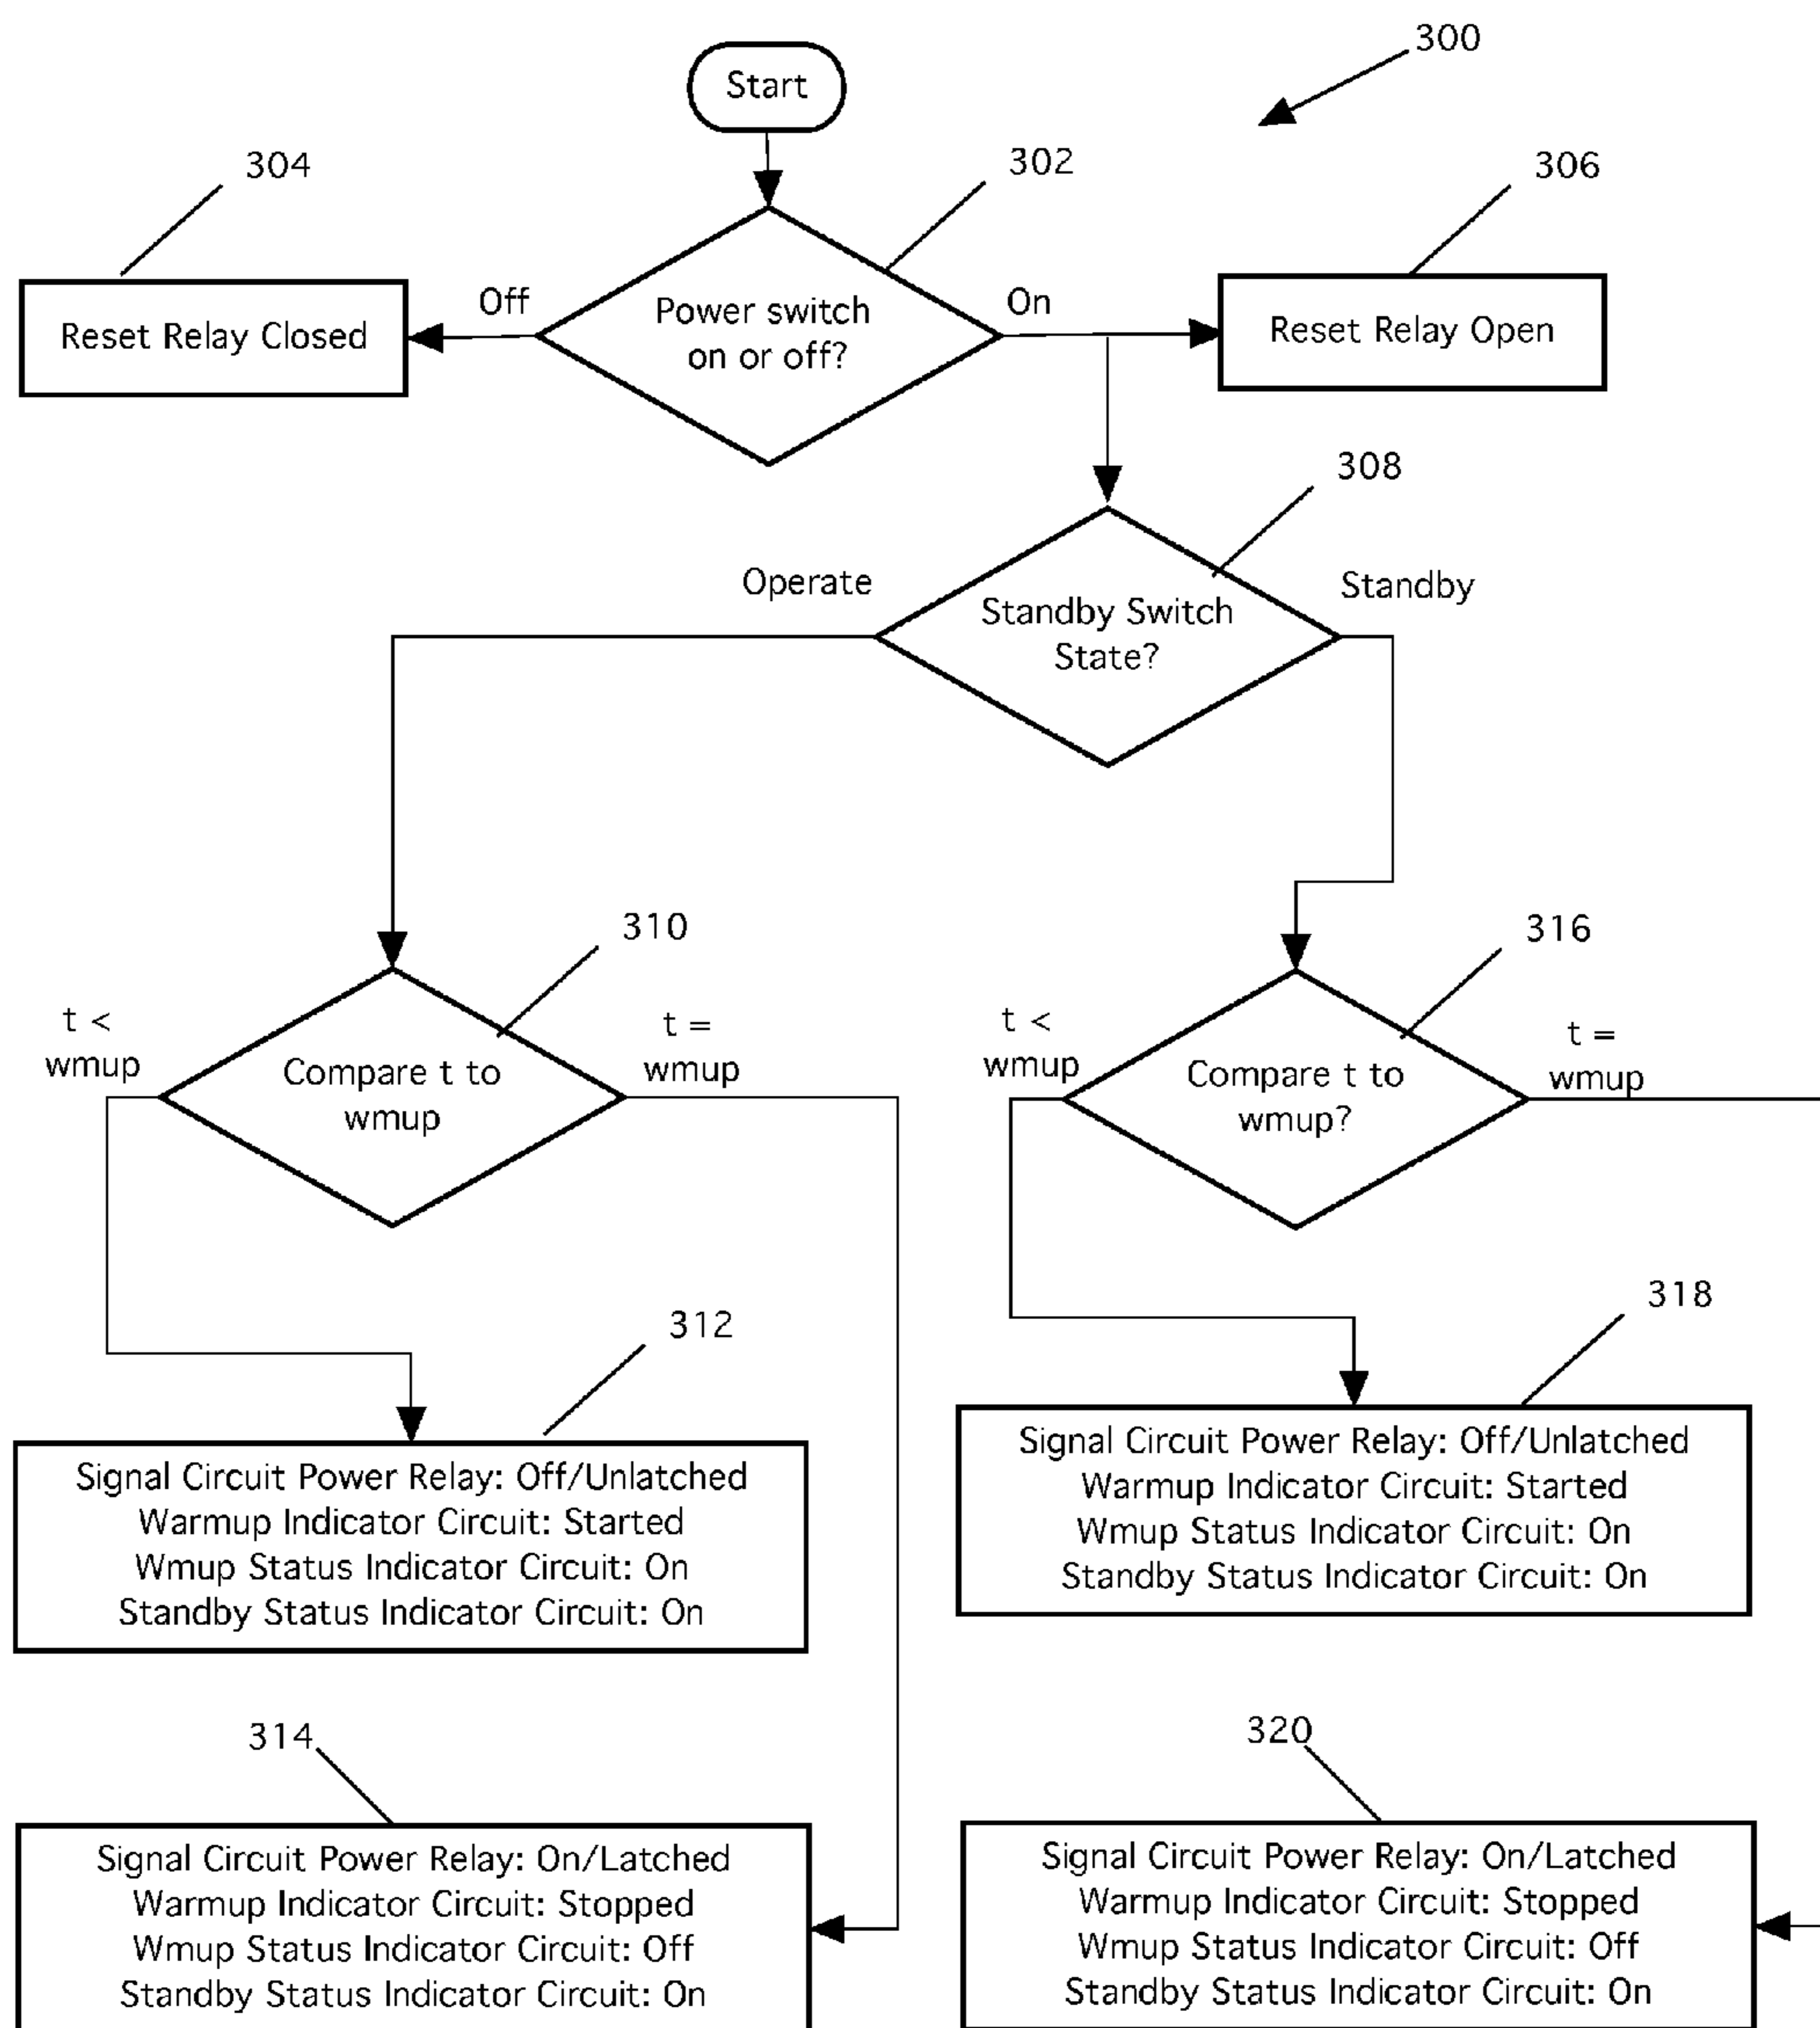 300
Start
304
302
306
Off
On
Power switch
on or off?
Reset Relay Closed
Reset Relay Open
308
Operate
Standby
Standby Switch
State?
310
316
t <
wmup
t =
wmup
Compare t to
wmup
t <
wmup
t =
wmup
Compare t to
wmup?
312
318
Signal Circuit Power Relay: Off/Unlatched
Warmup Indicator Circuit: Started
Wmup Status Indicator Circuit: On
Standby Status Indicator Circuit: On
Signal Circuit Power Relay: Off/Unlatched
Warmup Indicator Circuit: Started
Wmup Status Indicator Circuit: On
Standby Status Indicator Circuit: On
314
320
Signal Circuit Power Relay: On/Latched
Warmup Indicator Circuit: Stopped
Wmup Status Indicator Circuit: Off
Standby Status Indicator Circuit: On
Signal Circuit Power Relay: On/Latched
Warmup Indicator Circuit: Stopped
Wmup Status Indicator Circuit: Off
Standby Status Indicator Circuit: On